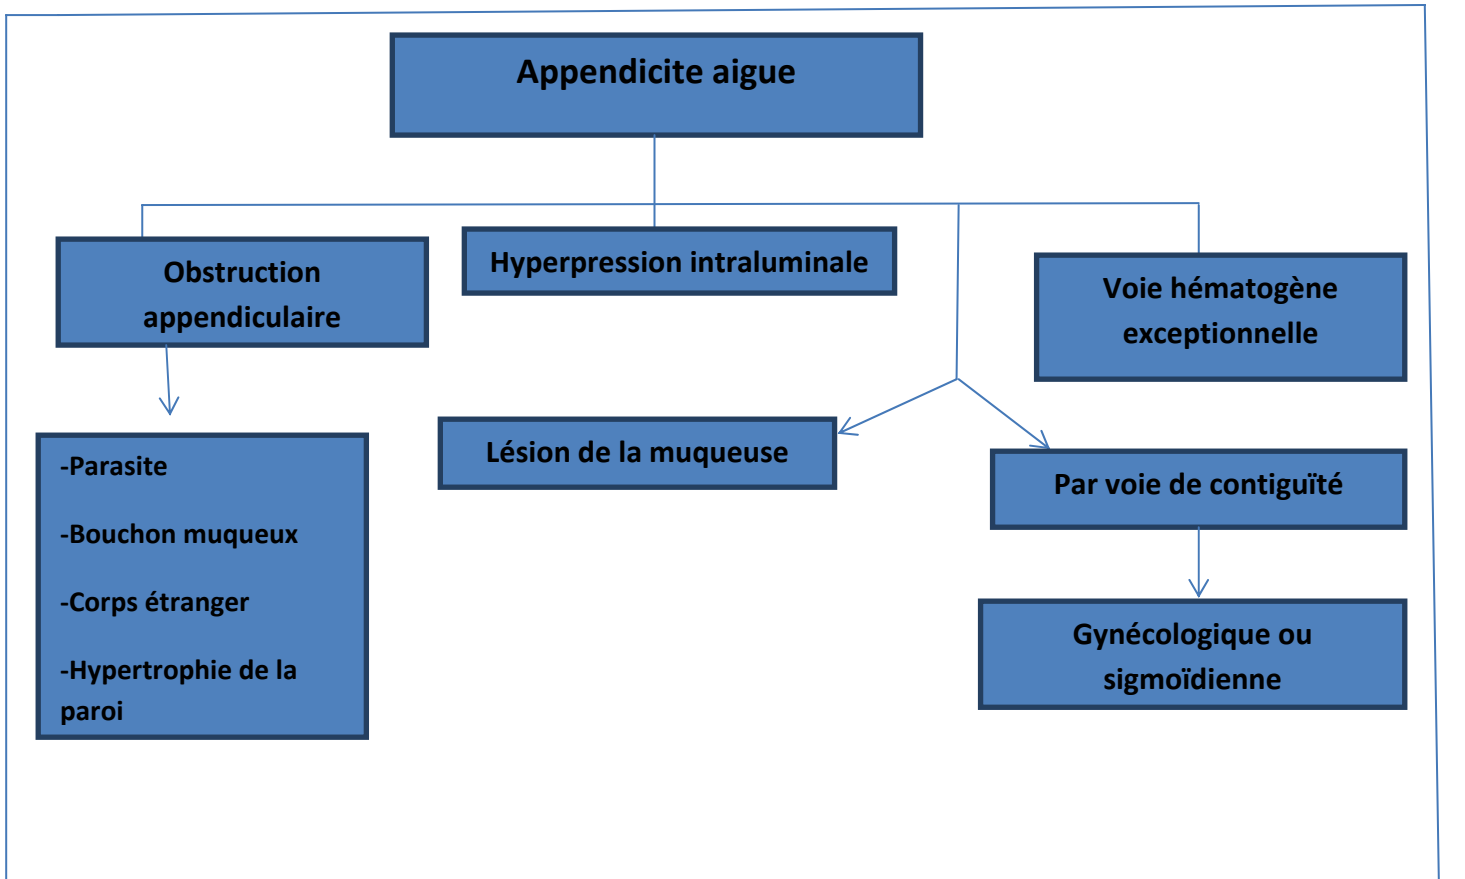 Appendicite aigue
Obstruction
appendiculaire
Hyperpression intraluminale
Voie hématogène
exceptionnelle
Lésion de la muqueuse
Par voie de contiguïté
-Parasite
-Bouchon muqueux
-Corps étranger
-Hypertrophie de la
paroi
Gynécologique ou
sigmoïdienne